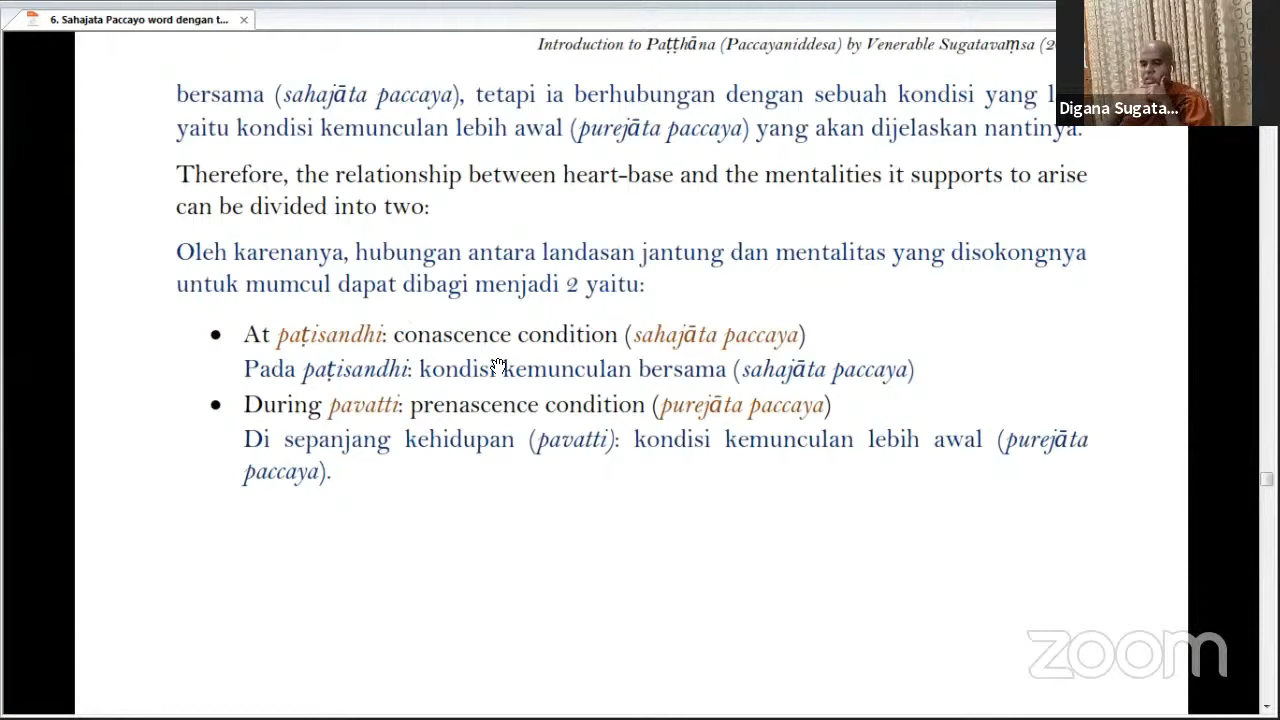 6. Sahajata Paccayo word dengan t...
Introduction to Paṭṭhāna (Paccayaniddesa) by Venerable Sugatavaṃsa (20
Digana Sugata...
bersama (sahajāta paccaya), tetapi ia berhubungan dengan sebuah kondisi yang
yaitu kondisi kemunculan lebih awal (purejāta paccaya) yang akan dijelaskan nantinya.
Therefore, the relationship between heart-base and the mentalities it supports to arise
can be divided into two:
Oleh karenanya, hubungan antara landasan jantung dan mentalitas yang disokongnya
untuk mumcul dapat dibagi menjadi 2 yaitu:
• At paṭisandhi: conascence condition (sahajāta paccaya)
Pada paṭisandhi: kondisi kemunculan bersama (sahajāta paccaya)
• During pavatti: prenascence condition (purejāta paccaya)
Di sepanjang kehidupan (pavatti): kondisi kemunculan lebih awal (purejāta
paccaya).
zoom